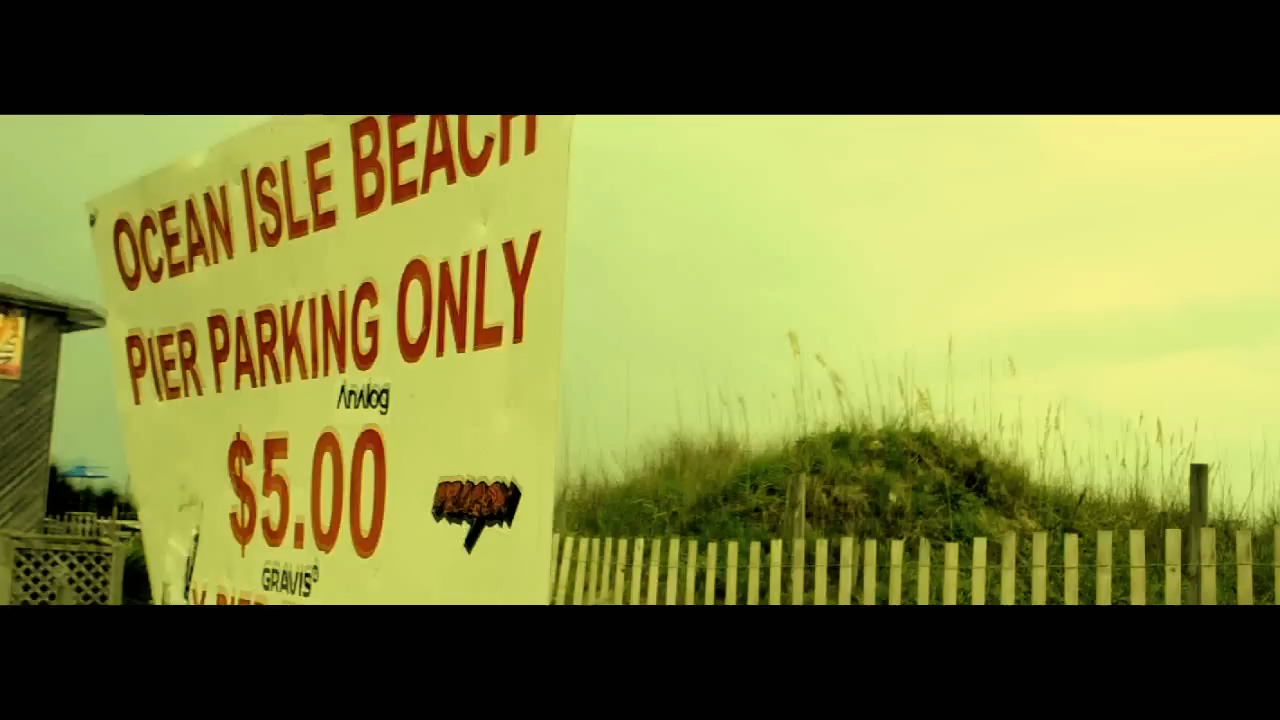 OCEAN ISLE BEACH
PIER PARKING ONLY
Analog
$5.00
GRAVIS